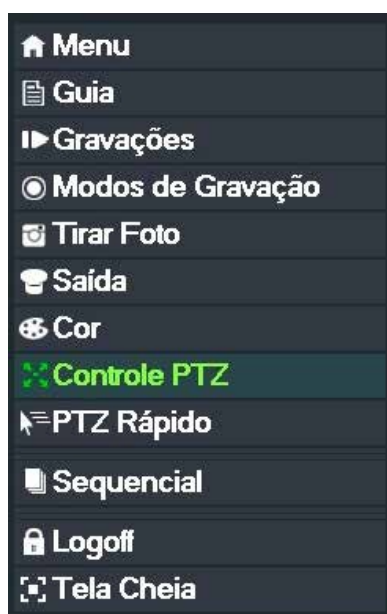 Menu
Guia
Gravações
Modos de Gravação
Tirar Foto
Saída
Cor
Controle PTZ
PTZ Rápido
Sequencial
Logoff
Tela Cheia